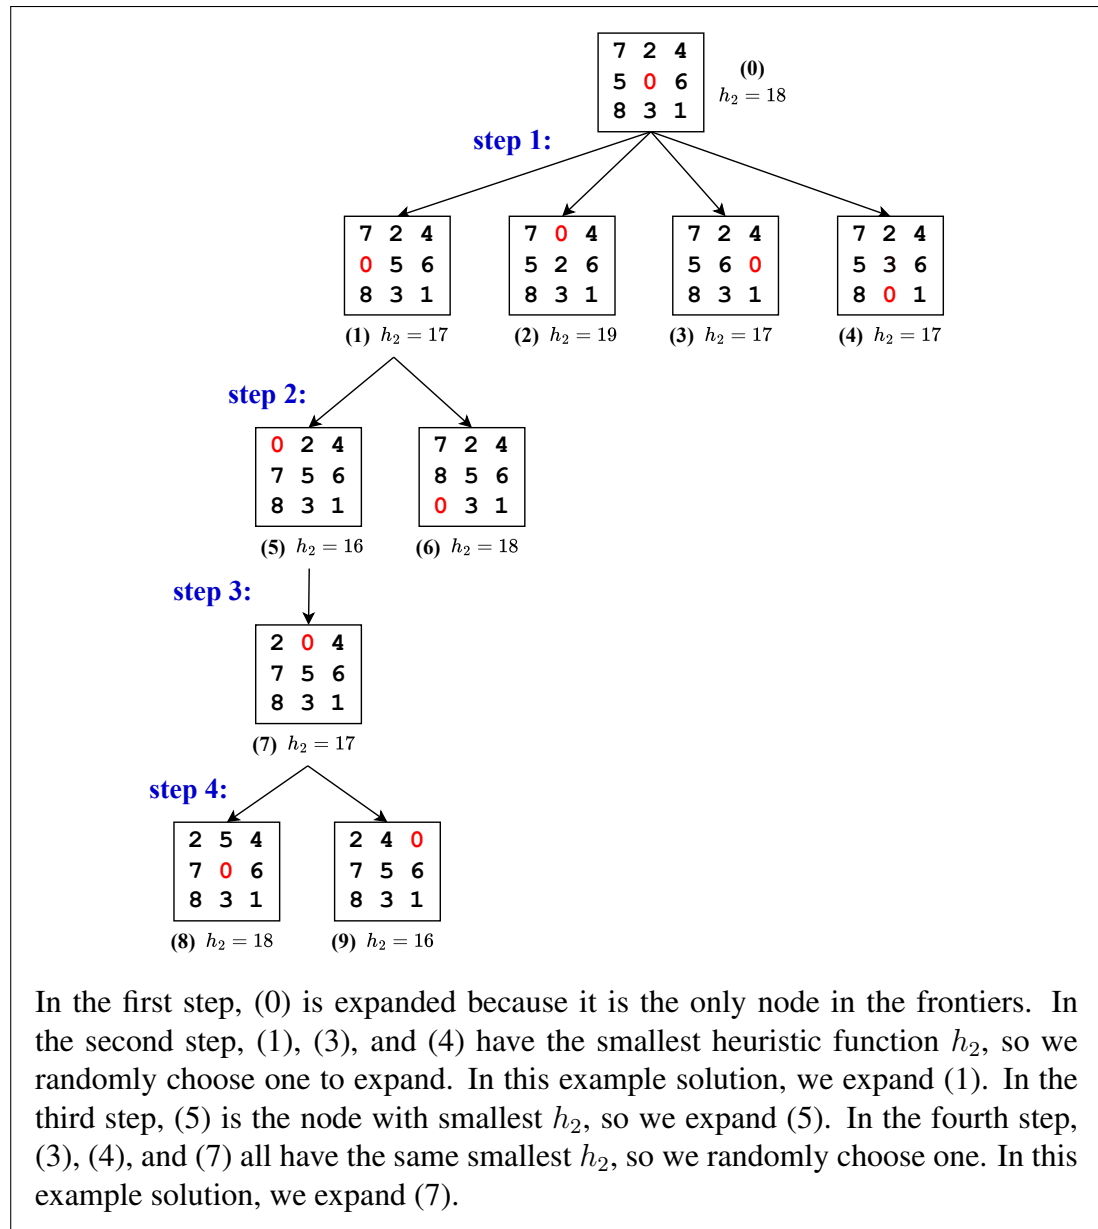 7 2 4
5 0 6
8 3 1
(0)
h₂ = 18
step 1:
7 2 4
0 5 6
8 3 1
(1) h₂ = 17
7 0 4
5 2 6
8 3 1
(2) h₂ = 19
7 2 4
5 6 0
8 3 1
(3) h₂ = 17
7 2 4
5 3 6
8 0 1
(4) h₂ = 17
step 2:
0 2 4
7 5 6
8 3 1
(5) h₂ = 16
7 2 4
8 5 6
0 3 1
(6) h₂ = 18
step 3:
2 0 4
7 5 6
8 3 1
(7) h₂ = 17
step 4:
2 5 4
7 0 6
8 3 1
(8) h₂ = 18
2 4 0
7 5 6
8 3 1
(9) h₂ = 16
In the first step, (0) is expanded because it is the only node in the frontiers. In
the second step, (1), (3), and (4) have the smallest heuristic function h₂, so we
randomly choose one to expand. In this example solution, we expand (1). In the
third step, (5) is the node with smallest h₂, so we expand (5). In the fourth step,
(3), (4), and (7) all have the same smallest h₂, so we randomly choose one. In this
example solution, we expand (7).